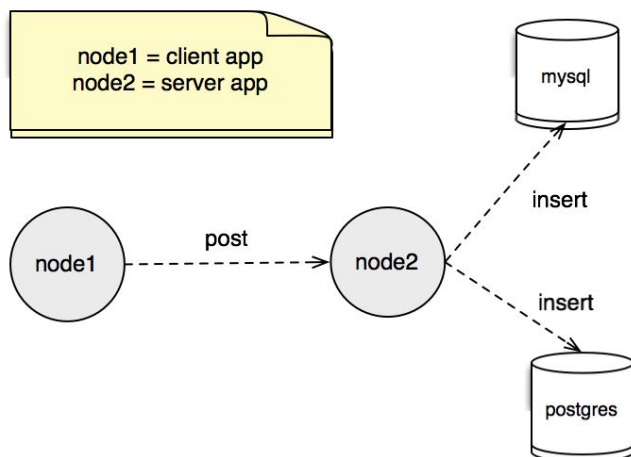 node1 = client app
node2 = server app
mysql
insert
post
node1
node2
insert
postgres